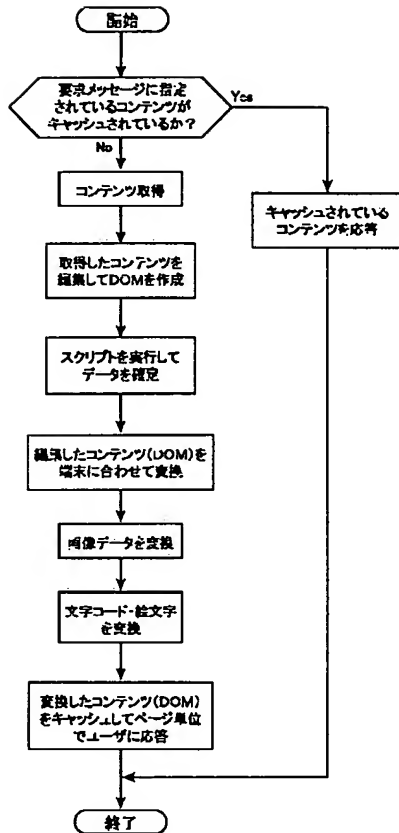 開始
要求メッセージに指定
されているコンテンツが
キャッシュされているか？
Yes
No
コンテンツ取得
キャッシュされている
コンテンツを応答
取得したコンテンツを
編集してDOMを作成
スクリプトを実行して
データを確定
編集したコンテンツ(DOM)を
端末に合わせて変換
画像データを変換
文字コード・絵文字
を変換
変換したコンテンツ(DOM)
をキャッシュしてページ単位
でユーザに応答
終了